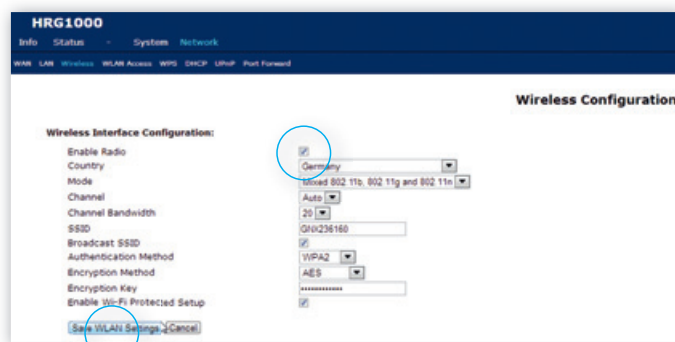 HRG1000
Info Status - System Network
WAN LAN Wireless WLAN Access WPS DHCP UPnP Port Forward
Wireless Configuration
Wireless Interface Configuration:
Enable Radio
Country Germany
Mode Mixed 802.11b, 802.11g and 802.11n
Channel Auto
Channel Bandwidth 20
SSID GNX236160
Broadcast SSID
Authentication Method WPA2
Encryption Method AES
Encryption Key ••••••••••••
Enable Wi-Fi Protected Setup
Save WLAN Settings Cancel